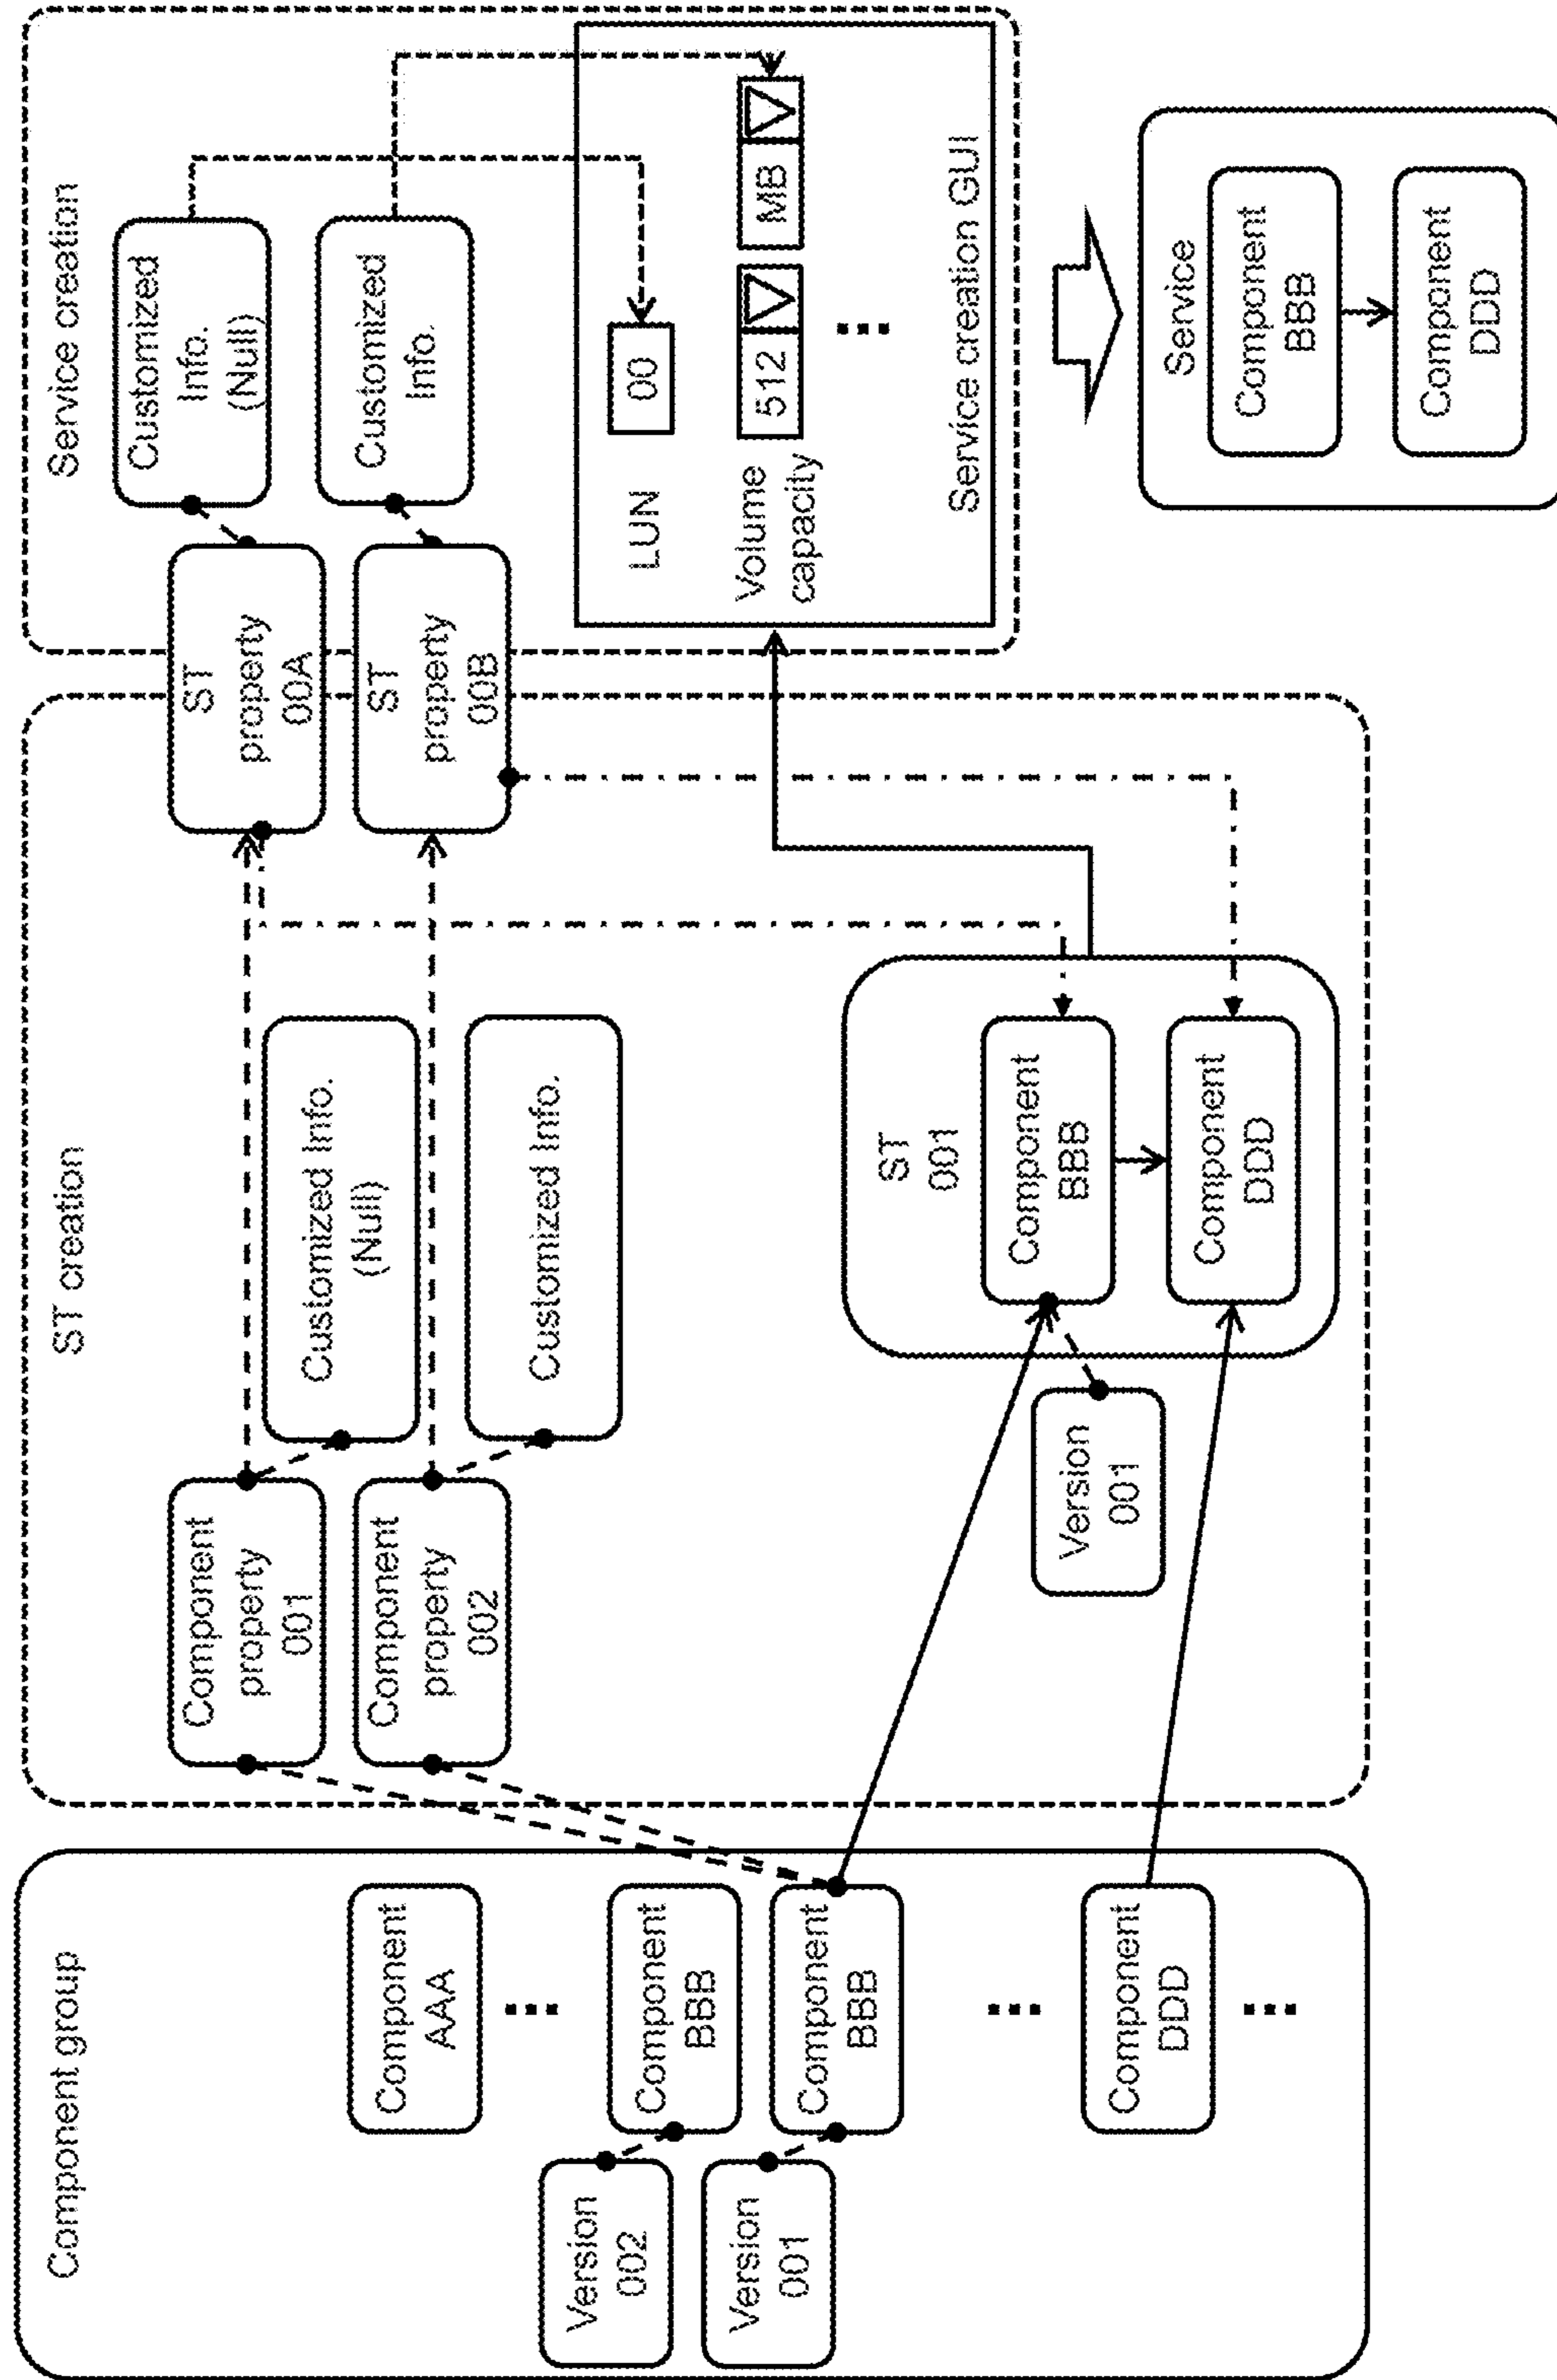 Component group
Component
AAA
Version
002
Component
BBB
Version
001
Component
BBB
Component
DDD
ST creation
Component
property
001
Customized Info.
(Null)
Component
property
002
Customized Info.
Version
001
ST
001
Component
BBB
Component
DDD
ST
property
00A
ST
property
00B
Service creation
Customized
Info.
(Null)
Customized
Info.
LUN
00
Volume
capacity
512
MB
Service creation GUI
Service
Component
BBB
Component
DDD